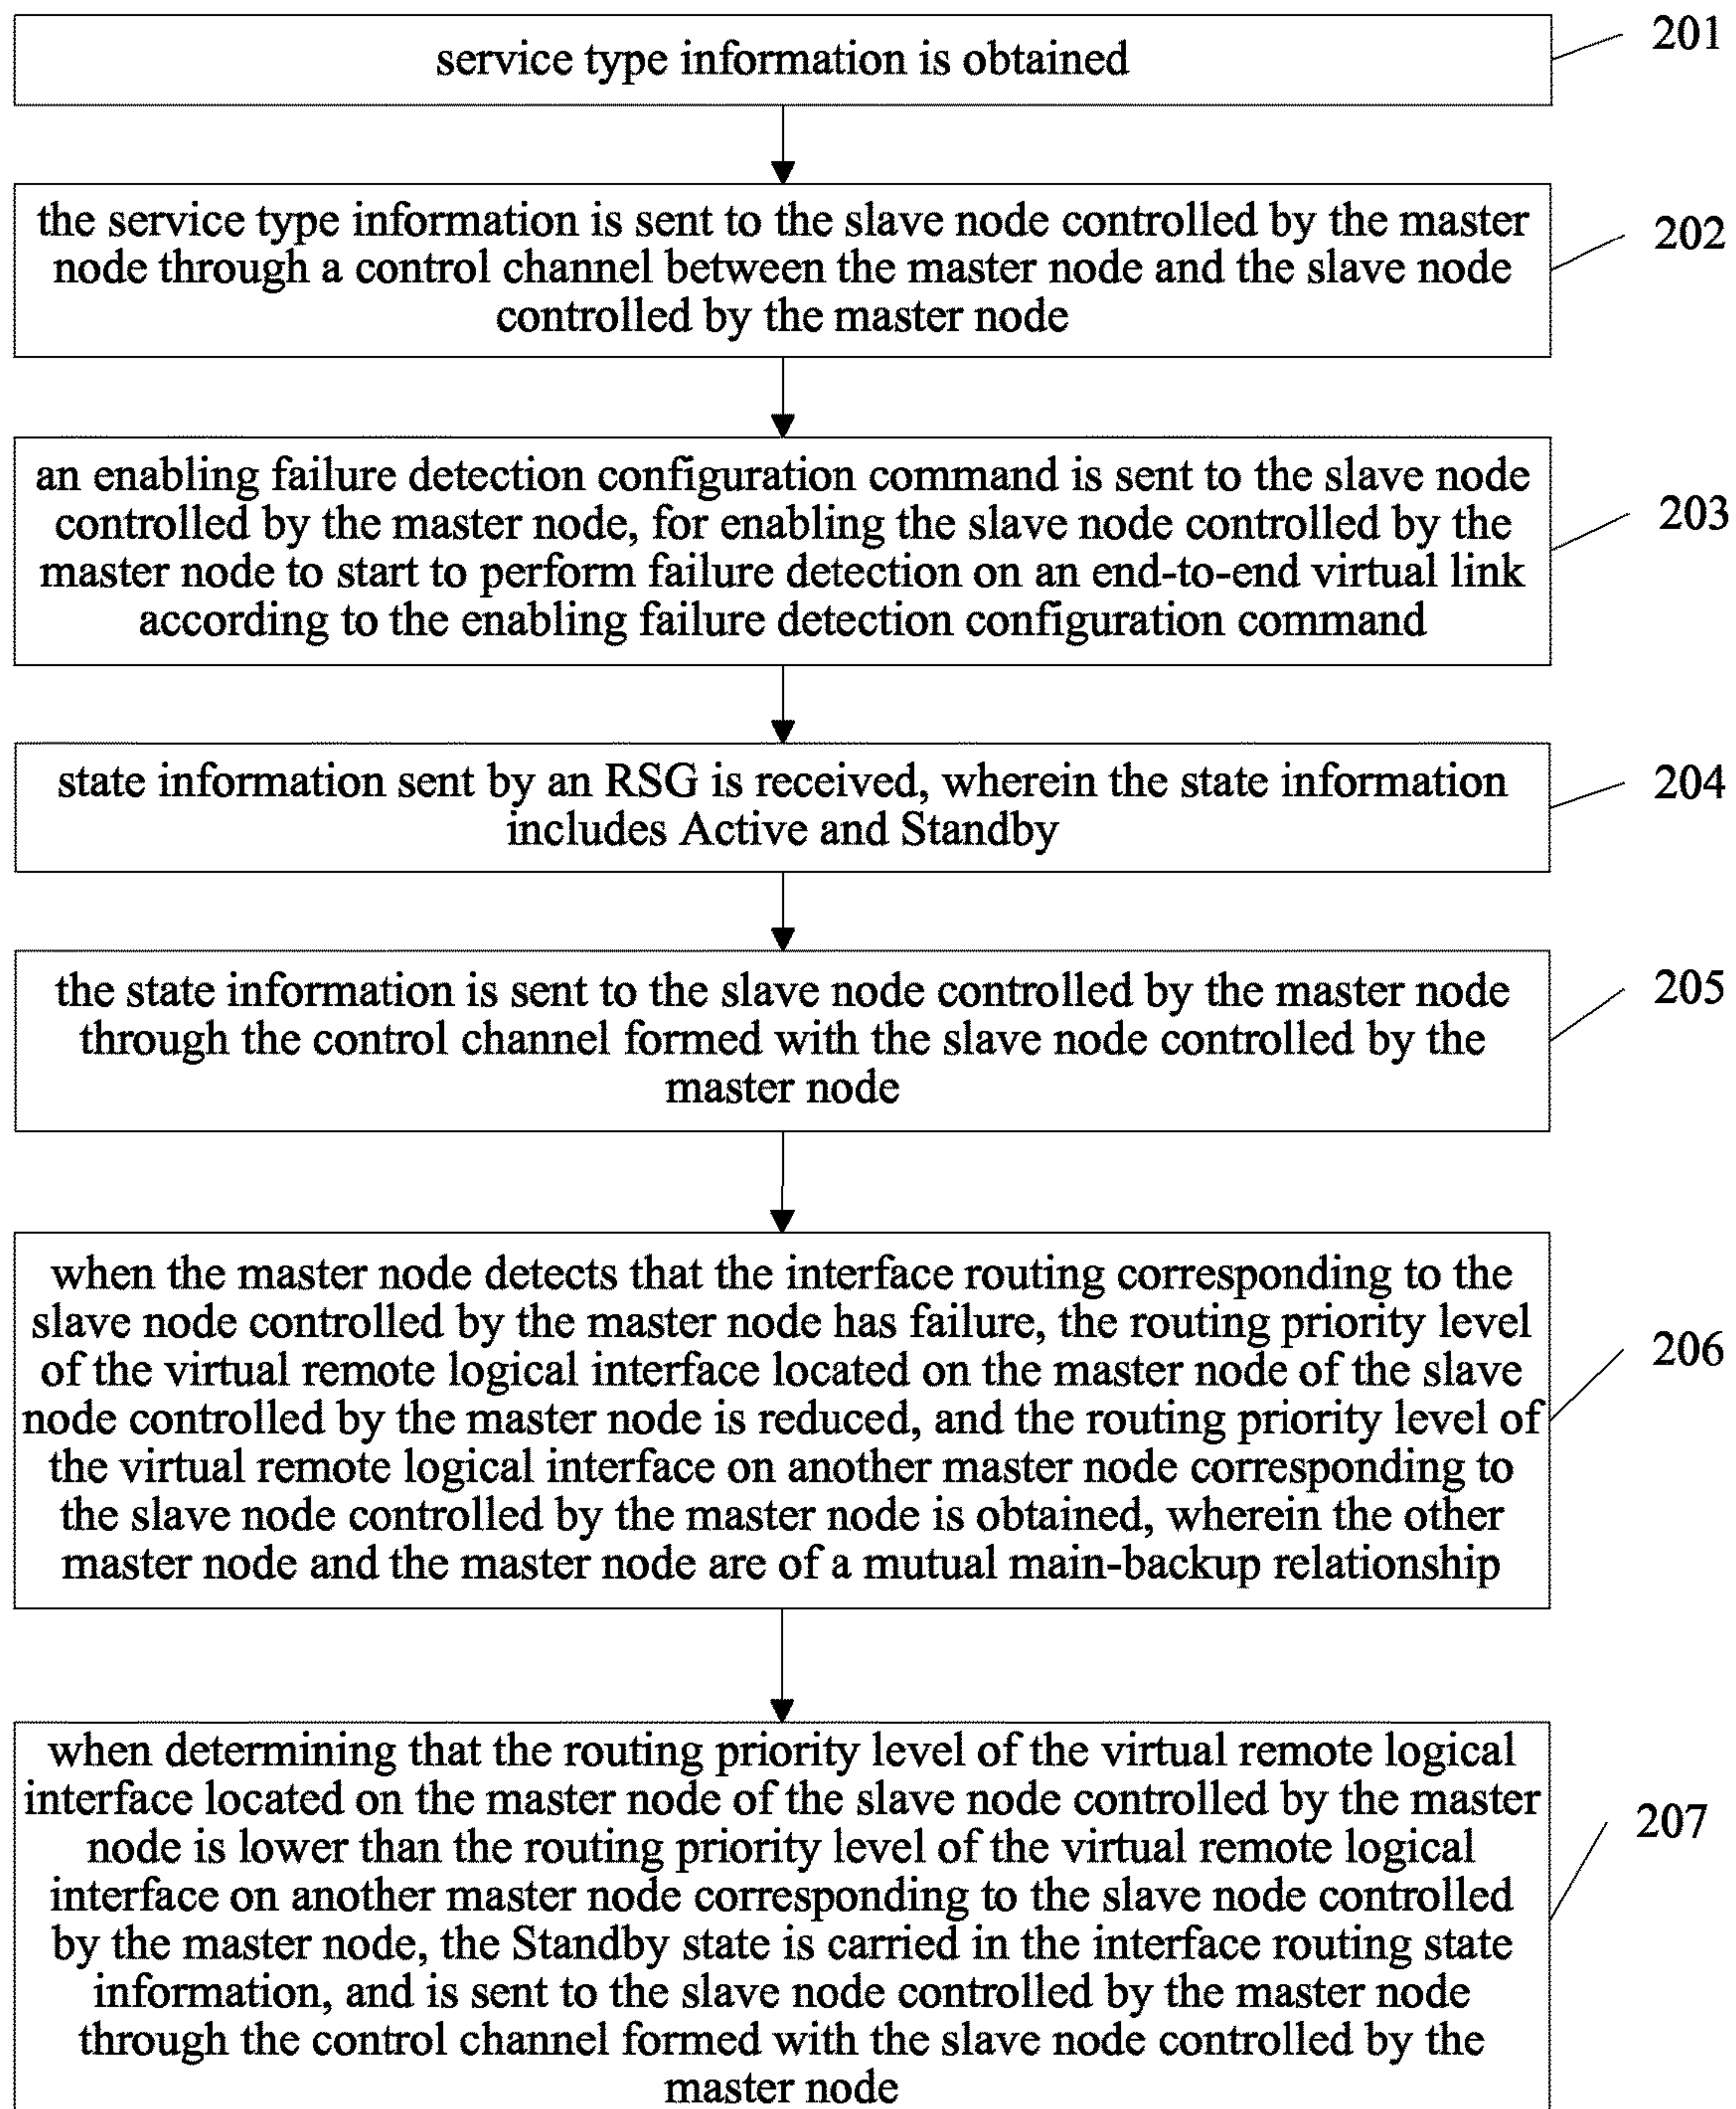 service type information is obtained
201
the service type information is sent to the slave node controlled by the master
node through a control channel between the master node and the slave node
controlled by the master node
202
an enabling failure detection configuration command is sent to the slave node
controlled by the master node, for enabling the slave node controlled by the
master node to start to perform failure detection on an end-to-end virtual link
according to the enabling failure detection configuration command
203
state information sent by an RSG is received, wherein the state information
includes Active and Standby
204
the state information is sent to the slave node controlled by the master node
through the control channel formed with the slave node controlled by the
master node
205
when the master node detects that the interface routing corresponding to the
slave node controlled by the master node has failure, the routing priority level
of the virtual remote logical interface located on the master node of the slave
node controlled by the master node is reduced, and the routing priority level of
the virtual remote logical interface on another master node corresponding to
the slave node controlled by the master node is obtained, wherein the other
master node and the master node are of a mutual main-backup relationship
206
when determining that the routing priority level of the virtual remote logical
interface located on the master node of the slave node controlled by the master
node is lower than the routing priority level of the virtual remote logical
interface on another master node corresponding to the slave node controlled
by the master node, the Standby state is carried in the interface routing state
information, and is sent to the slave node controlled by the master node
through the control channel formed with the slave node controlled by the
master node
207